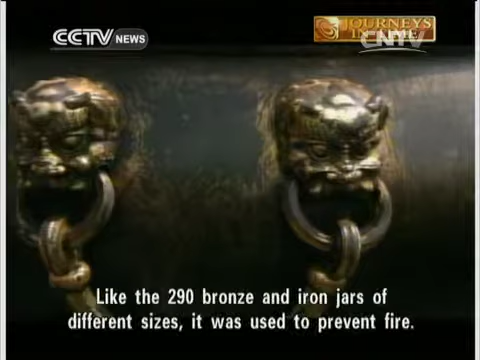 CCTV NEWS
JOURNEYS
IN TIME
CNTV
Like the 290 bronze and iron jars of
different sizes, it was used to prevent fire.